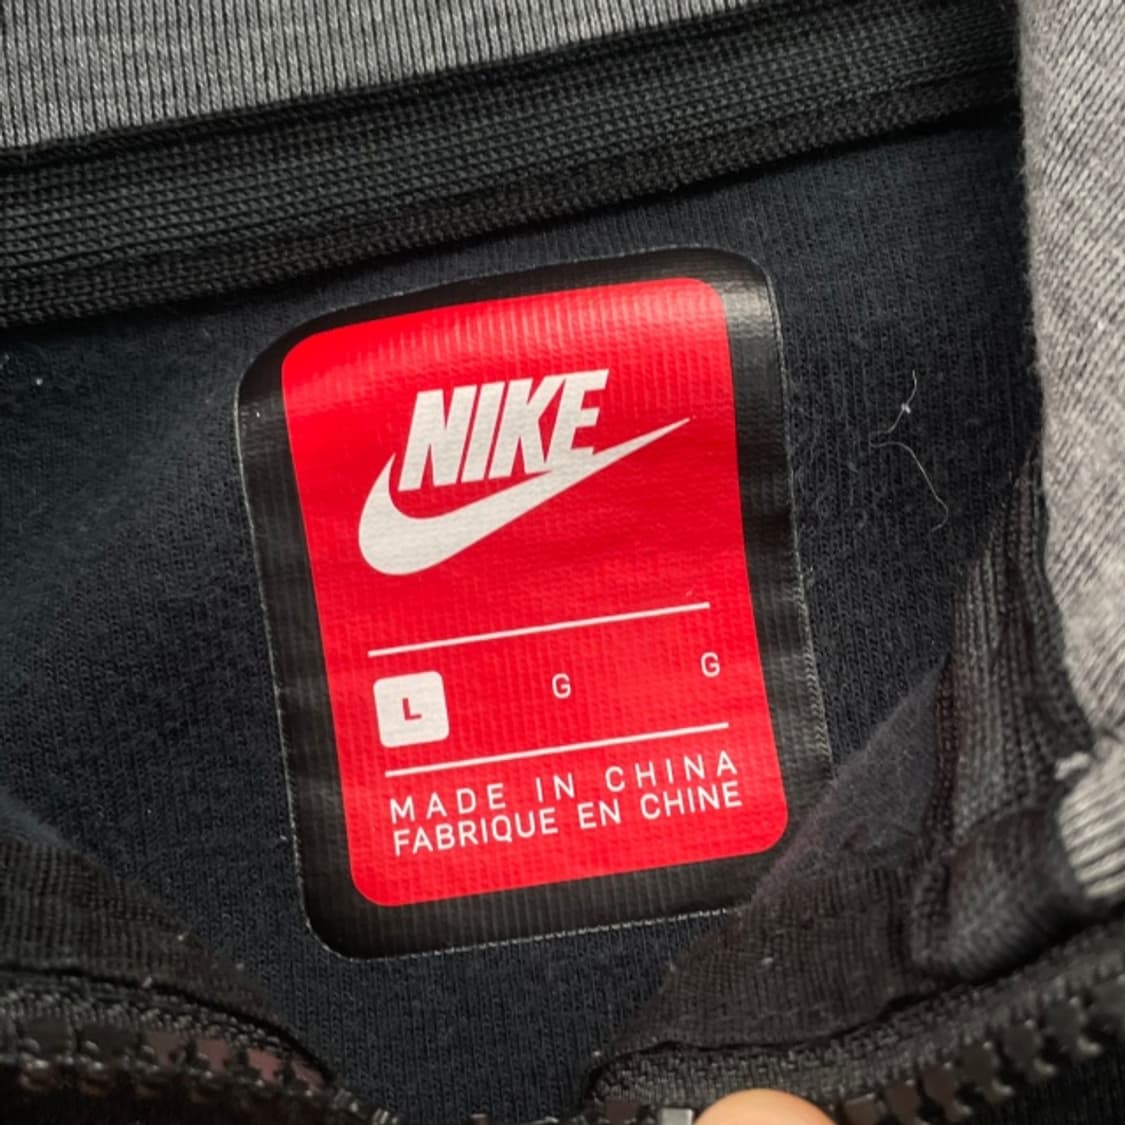 NIKE
L G G
MADE IN CHINA
FABRIQUE EN CHINE